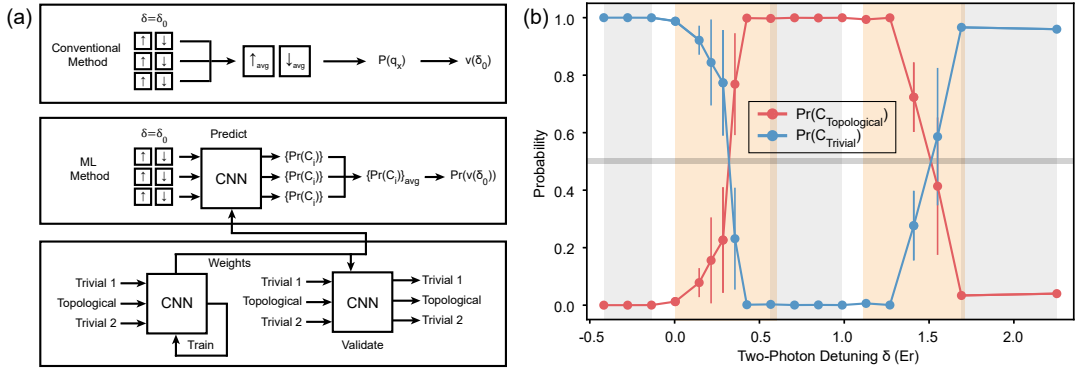 (a)
δ=δ0
Conventional
Method
↑ ↓
↑ ↓
↑ ↓
↑avg ↓avg
P(qx)
v(δ0)
δ=δ0
Predict
ML
Method
↑ ↓
↑ ↓
↑ ↓
CNN
{Pr(Ci)}
{Pr(Ci)}
{Pr(Ci)}
{Pr(Ci)}avg
Pr(v(δ0))
Weights
Trivial 1
Topological
Trivial 2
CNN
Train
Trivial 1
Topological
Trivial 2
CNN
Trivial 1
Topological
Trivial 2
Validate
(b)
Probability
1.0
0.8
0.6
0.4
0.2
0.0
Pr(CTopological)
Pr(CTrivial)
-0.5 0.0 0.5 1.0 1.5 2.0
Two-Photon Detuning δ (Er)